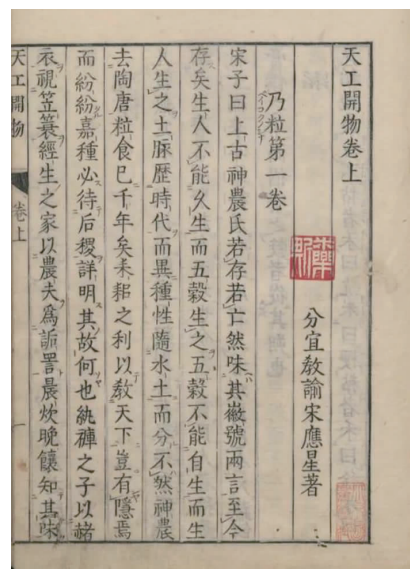 天工開物卷上
分宜敎諭宋應星著
乃粒第一卷
宋子曰上古神農氏若存若亡然味其徽號兩言至今
存矣生人不能久生而五穀生之五穀不能自生而生
人生之土脈歷時代而異種性隨水土而分不然神農
去陶唐粒食已千年矣耒耜之利以敎天下豈有隱焉
而紛紛嘉種必待后稷詳明其故何也紈褲之子以赭
衣視笠簑經生之家以農夫爲詬詈晨炊晚饟知其味
天工開物 卷上 一